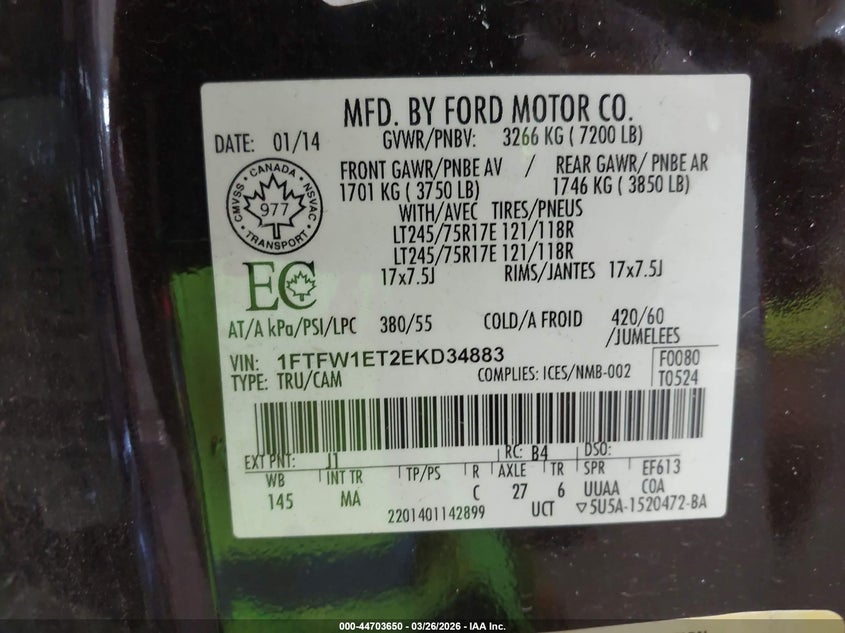 MFD. BY FORD MOTOR CO.
DATE: 01/14 GVWR/PNBV: 3266 KG ( 7200 LB)
FRONT GAWR/PNBE AV / REAR GAWR/ PNBE AR
1701 KG ( 3750 LB) 1746 KG ( 3850 LB)
CMVSS • CANADA • NSVAC • TRANSPORT •
977
WITH/AVEC TIRES/PNEUS
LT245/75R17E 121/118R
LT245/75R17E 121/118R
EC
17x7.5J RIMS/JANTES 17x7.5J
AT/A kPa/PSI/LPC 380/55 COLD/A FROID 420/60
/JUMELEES
VIN: 1FTFW1ET2EKD34883 F0080
TYPE: TRU/CAM COMPLIES: ICES/NMB-002 T0524
EXT PNT: J1 RC: B4 DSO:
WB INT TR TP/PS R AXLE TR SPR EF613
145 MA C 27 6 UUAA COA
2201401142899 UCT ▽5U5A-1520472-BA
000-44703650 - 03/26/2026 - IAA Inc.